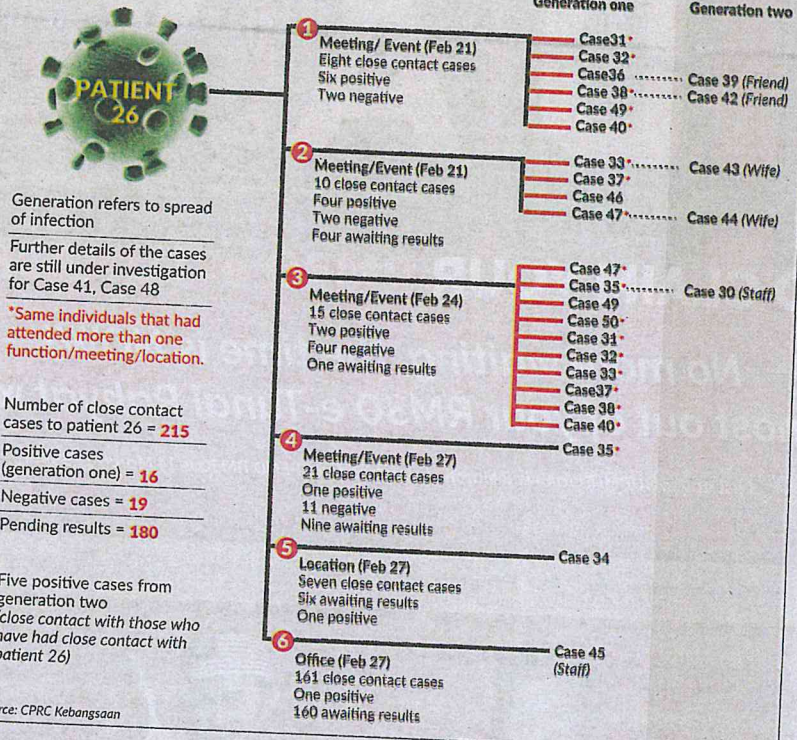 Generation one
Generation two
PATIENT
26
1
Meeting/ Event (Feb 21)
Eight close contact cases
Six positive
Two negative
Case31*
Case 32*
Case36
Case 38*
Case 49*
Case 40*
Case 39 (Friend)
Case 42 (Friend)
2
Meeting/Event (Feb 21)
10 close contact cases
Four positive
Two negative
Four awaiting results
Case 33*
Case 37*
Case 46
Case 47*
Case 43 (Wife)
Case 44 (Wife)
3
Meeting/Event (Feb 24)
15 close contact cases
Two positive
Four negative
One awaiting results
Case 47*
Case 35*
Case 49
Case 50*
Case 31*
Case 32*
Case 33*
Case37*
Case 38*
Case 40*
Case 30 (Staff)
4
Meeting/Event (Feb 27)
21 close contact cases
One positive
11 negative
Nine awaiting results
Case 35*
5
Location (Feb 27)
Seven close contact cases
Six awaiting results
One positive
Case 34
6
Office (Feb 27)
161 close contact cases
One positive
160 awaiting results
Case 45
(Staff)
Generation refers to spread
of infection
Further details of the cases
are still under investigation
for Case 41, Case 48
*Same individuals that had
attended more than one
function/meeting/location.
Number of close contact
cases to patient 26 = 215
Positive cases
(generation one) = 16
Negative cases = 19
Pending results = 180
Five positive cases from
generation two
close contact with those who
have had close contact with
patient 26)
rce: CPRC Kebangsaan